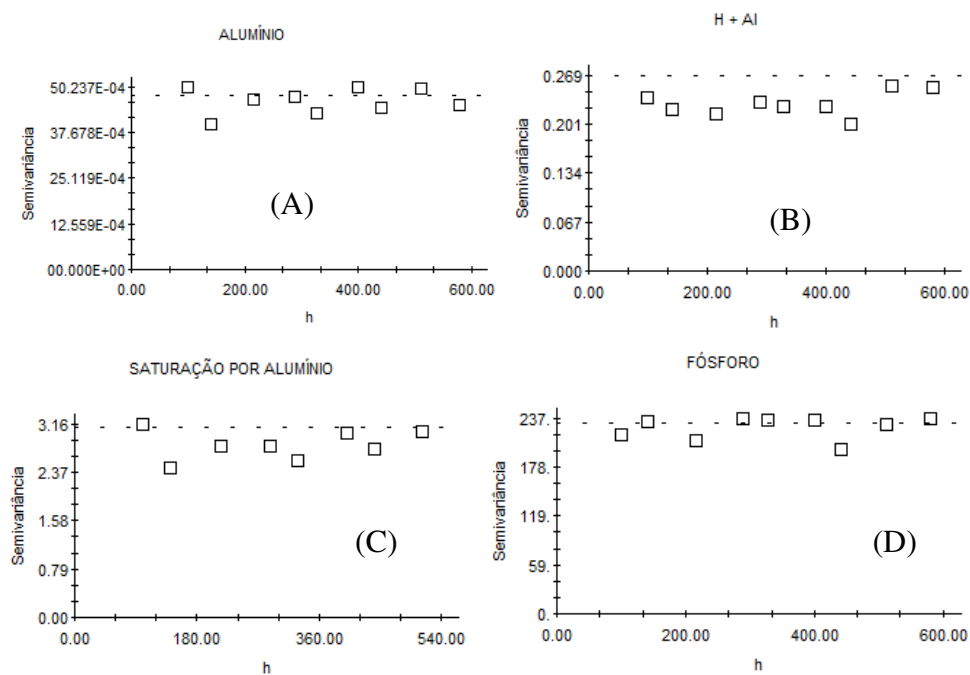 ALUMÍNIO
50.237E-04
37.678E-04
25.119E-04
12.559E-04
00.000E+00
Semivariância
0.00 200.00 400.00 600.00
h
(A)
H + Al
0.269
0.201
0.134
0.067
0.000
Semivariância
0.00 200.00 400.00 600.00
h
(B)
SATURAÇÃO POR ALUMÍNIO
3.16
2.37
1.58
0.79
0.00
Semivariância
0.00 180.00 360.00 540.00
h
(C)
FÓSFORO
237.
178.
119.
59.
0.
Semivariância
0.00 200.00 400.00 600.00
h
(D)